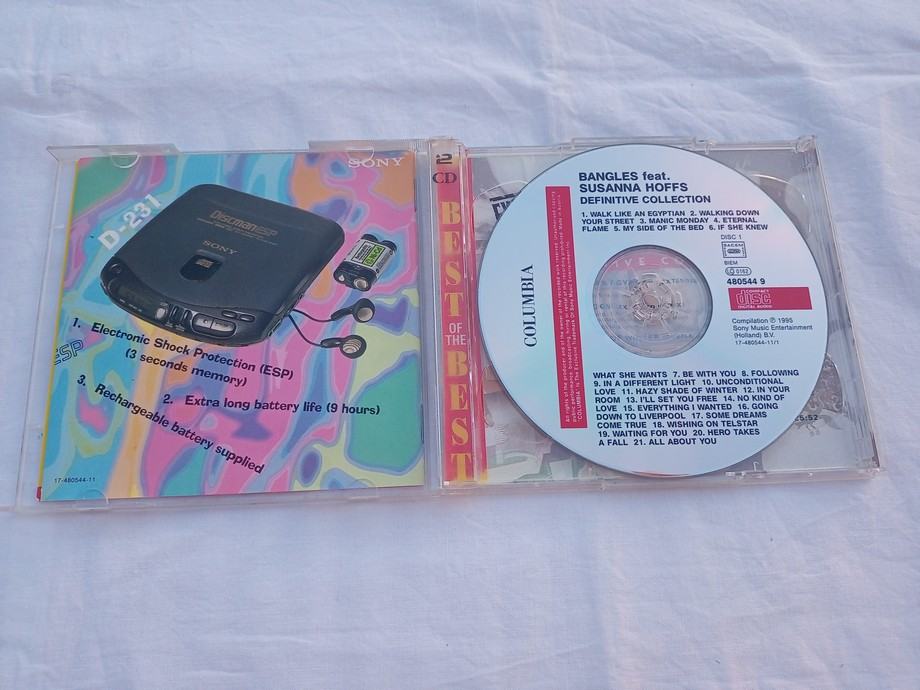 SONY
D-231
Discman ESP
SONY
1. Electronic Shock Protection (ESP)
(3 seconds memory)
2. Extra long battery life (9 hours)
3. Rechargeable battery supplied
ESP
17-480544-11
2
CD
BEST
OF
THE
BEST
COLUMBIA
BANGLES feat.
SUSANNA HOFFS
DEFINITIVE COLLECTION
1. WALK LIKE AN EGYPTIAN 2. WALKING DOWN
YOUR STREET 3. MANIC MONDAY 4. ETERNAL
FLAME 5. MY SIDE OF THE BED 6. IF SHE KNEW
DISC 1
SACEM
BIEM
LC 0162
480544 9
COMPACT
disc
DIGITAL AUDIO
Compilation ℗ 1995
Sony Music Entertainment
(Holland) B.V.
17-480544-11/1
WHAT SHE WANTS 7. BE WITH YOU 8. FOLLOWING
9. IN A DIFFERENT LIGHT 10. UNCONDITIONAL
LOVE 11. HAZY SHADE OF WINTER 12. IN YOUR
ROOM 13. I'LL SET YOU FREE 14. NO KIND OF
LOVE 15. EVERYTHING I WANTED 16. GOING
DOWN TO LIVERPOOL 17. SOME DREAMS
COME TRUE 18. WISHING ON TELSTAR
19. WAITING FOR YOU 20. HERO TAKES
A FALL 21. ALL ABOUT YOU